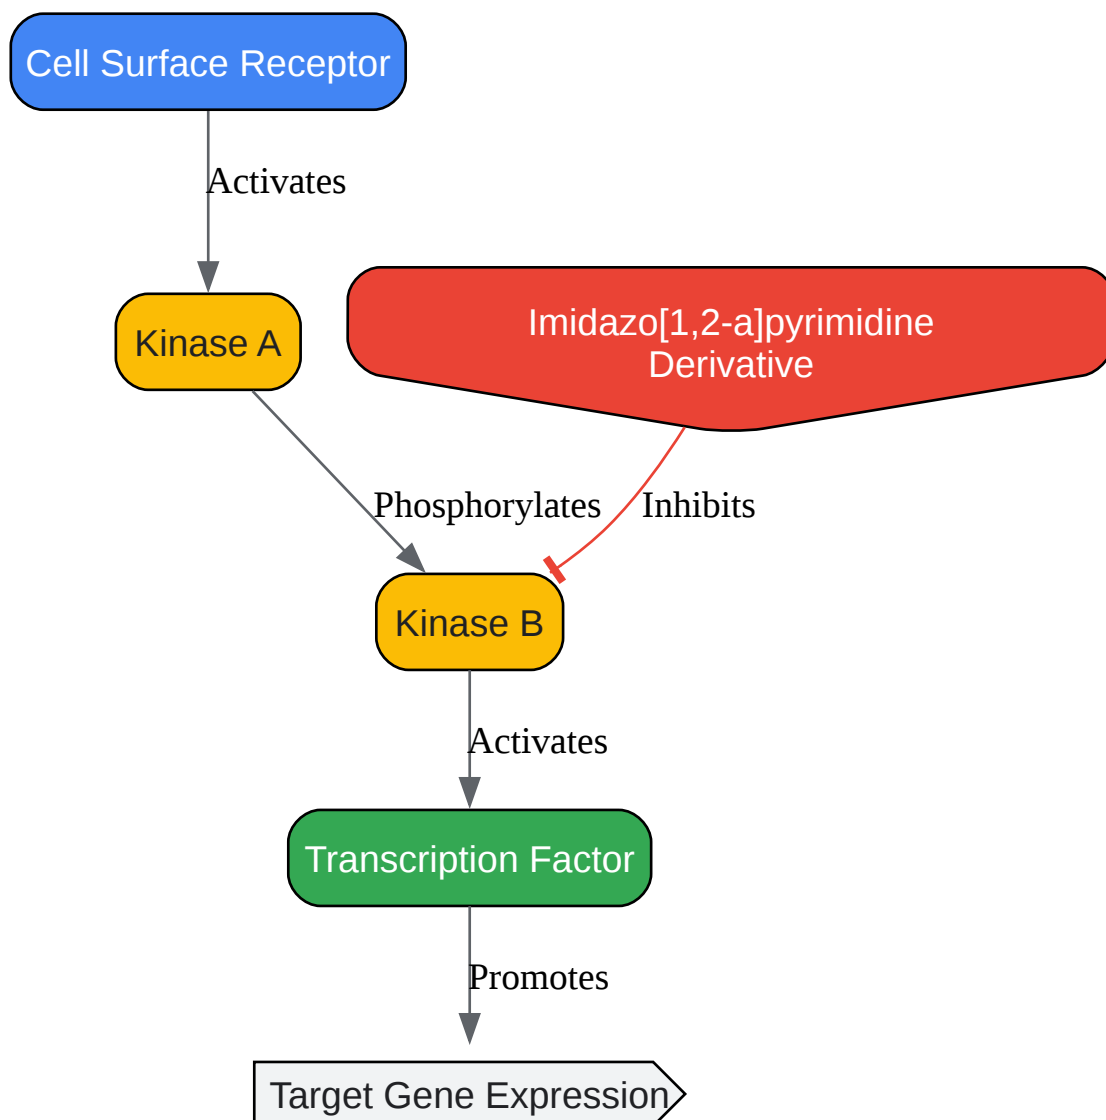 Cell Surface Receptor
Activates
Kinase A
Imidazo[1,2-a]pyrimidine
Derivative
Phosphorylates
Inhibits
Kinase B
Activates
Transcription Factor
Promotes
Target Gene Expression